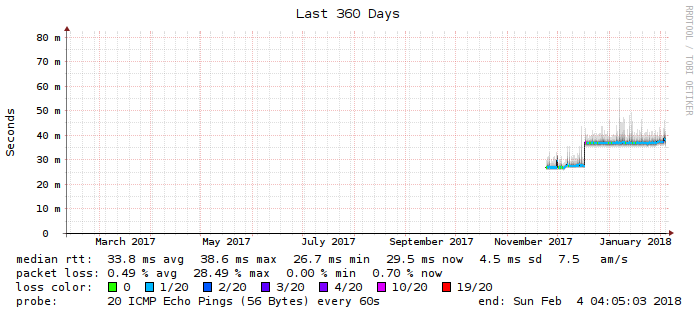 Last 360 Days
RRDTOOL / TOBI OETIKER
Seconds
80 m
70 m
60 m
50 m
40 m
30 m
20 m
10 m
0
March 2017 May 2017 July 2017 September 2017 November 2017 January 2018
median rtt: 33.8 ms avg 38.6 ms max 26.7 ms min 29.5 ms now 4.5 ms sd 7.5 am/s
packet loss: 0.49 % avg 28.49 % max 0.00 % min 0.70 % now
loss color: 0 1/20 2/20 3/20 4/20 10/20 19/20
probe: 20 ICMP Echo Pings (56 Bytes) every 60s end: Sun Feb 4 04:05:03 2018